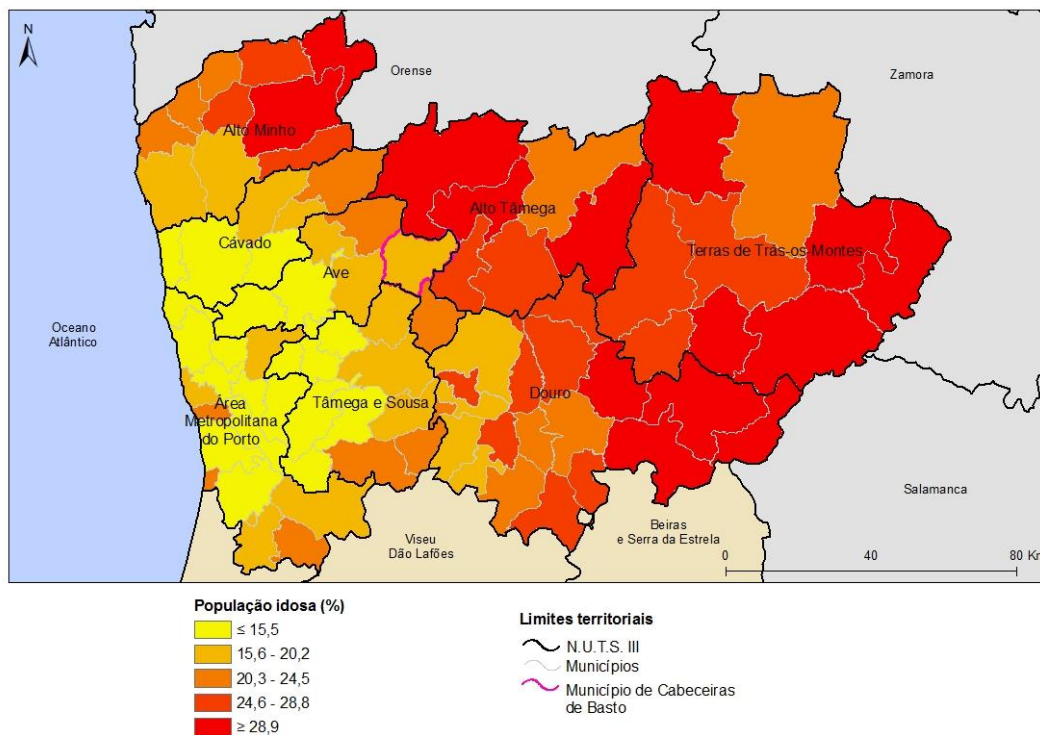 N
Orense
Zamora
Alto Minho
Alto Tâmega
Cávado
Terras de Trás-os-Montes
Ave
Oceano
Atlântico
Douro
Área
Metropolitana
do Porto
Tâmega e Sousa
Salamanca
Viseu
Dão Lafões
Beiras
e Serra da Estrela
0 40 80 Km
População idosa (%)
≤ 15,5
15,6 - 20,2
20,3 - 24,5
24,6 - 28,8
≥ 28,9
Limites territoriais
N.U.T.S. III
Municípios
Município de Cabeceiras
de Basto